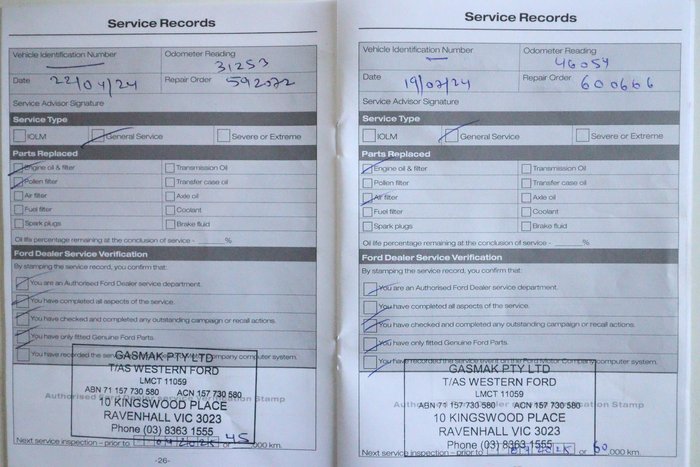 Service Records
Vehicle Identification Number
Odometer Reading
31253
Date 22/04/24
Repair Order 592072
Service Advisor Signature
Service Type
IOLM General Service Severe or Extreme
Parts Replaced
Engine oil & filter Transmission Oil
Pollen filter Transfer case oil
Air filter Axle oil
Fuel filter Coolant
Spark plugs Brake fluid
Oil life percentage remaining at the conclusion of service - %
Ford Dealer Service Verification
By stamping the service record, you confirm that:
You are an Authorised Ford Dealer service department.
You have completed all aspects of the service.
You have checked and completed any outstanding campaign or recall actions.
You have only fitted Genuine Ford Parts.
You have recorded the service Company computer system.
GASMAK PTY LTD
T/AS WESTERN FORD
LMCT 11059
ABN 71 157 730 580 ACN 157 730 580
Authorised Stamp
10 KINGSWOOD PLACE
RAVENHALL VIC 3023
Phone (03) 8363 1555
Next service inspection – prior to or 45 ,000 km.
-26-
Service Records
Vehicle Identification Number
Odometer Reading
46054
Date 19/07/24
Repair Order 600666
Service Advisor Signature
Service Type
IOLM General Service Severe or Extreme
Parts Replaced
Engine oil & filter Transmission Oil
Pollen filter Transfer case oil
Air filter Axle oil
Fuel filter Coolant
Spark plugs Brake fluid
Oil life percentage remaining at the conclusion of service - %
Ford Dealer Service Verification
By stamping the service record, you confirm that:
You are an Authorised Ford Dealer service department.
You have completed all aspects of the service.
You have checked and completed any outstanding campaign or recall actions.
You have only fitted Genuine Ford Parts.
You have recorded the service event on the Ford Motor Company computer system.
GASMAK PTY LTD
T/AS WESTERN FORD
LMCT 11059
ABN 71 157 730 580 ACN 157 730 580
Stamp
10 KINGSWOOD PLACE
RAVENHALL VIC 3023
Phone (03) 8363 1555
Next service inspection – prior to or 60 ,000 km.